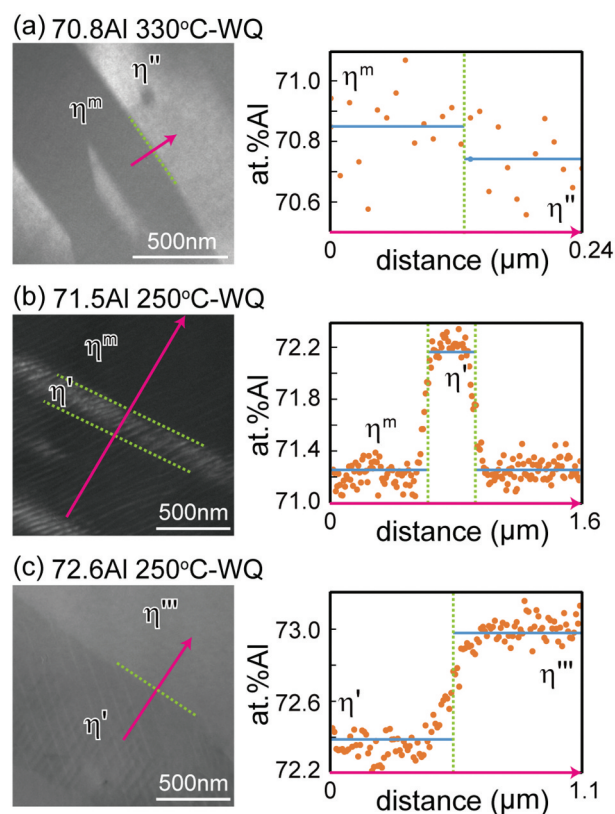 (a) 70.8Al 330°C-WQ
η''
ηᵐ
500nm
71.0
70.8
70.6
at.%Al
ηᵐ
η''
0
0.24
distance (μm)
(b) 71.5Al 250°C-WQ
ηᵐ
η'
500nm
72.2
71.8
71.4
71.0
at.%Al
η'
ηᵐ
0
1.6
distance (μm)
(c) 72.6Al 250°C-WQ
η'''
η'
500nm
73.0
72.6
72.2
at.%Al
η'
η'''
0
1.1
distance (μm)